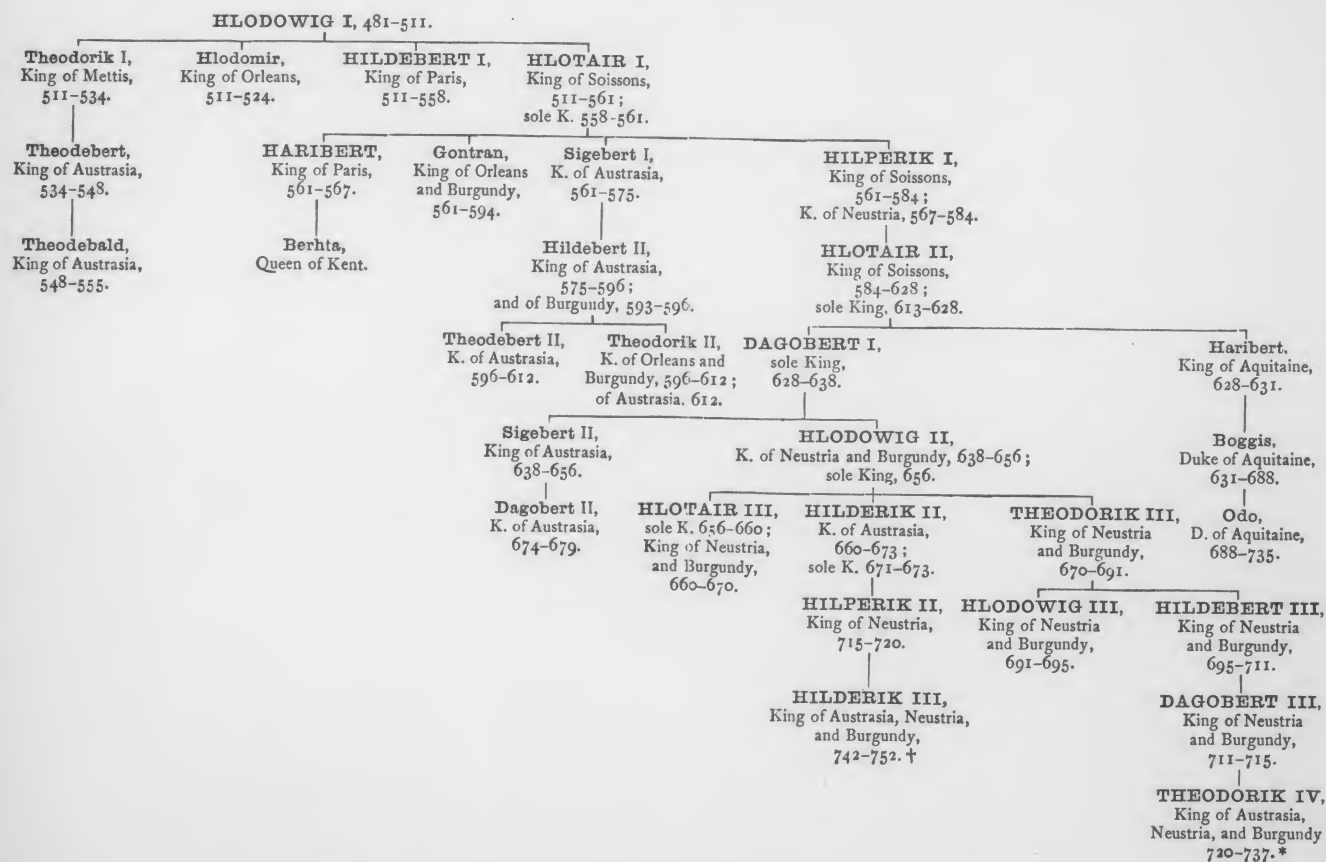 HLODOWIG I, 481-511.
Theodorik I,
King of Mettis,
511-534.
Hlodomir,
King of Orleans,
511-524.
HILDEBERT I,
King of Paris,
511-558.
HLOTAIR I,
King of Soissons,
511-561;
sole K. 558-561.
Theodebert,
King of Austrasia,
534-548.
HARIBERT,
King of Paris,
561-567.
Gontran,
King of Orleans
and Burgundy,
561-594.
Sigebert I,
K. of Austrasia,
561-575.
HILPERIK I,
King of Soissons,
561-584;
K. of Neustria, 567-584.
Theodebald,
King of Austrasia,
548-555.
Berhta,
Queen of Kent.
Hildebert II,
King of Austrasia,
575-596;
and of Burgundy, 593-596.
HLOTAIR II,
King of Soissons,
584-628;
sole King, 613-628.
Theodebert II,
K. of Austrasia,
596-612.
Theodorik II,
K. of Orleans and
Burgundy, 596-612;
of Austrasia. 612.
DAGOBERT I,
sole King,
628-638.
Haribert,
King of Aquitaine,
628-631.
Sigebert II,
King of Austrasia,
638-656.
HLODOWIG II,
K. of Neustria and Burgundy, 638-656;
sole King, 656.
Boggis,
Duke of Aquitaine,
631-688.
Dagobert II,
K. of Austrasia,
674-679.
HLOTAIR III,
sole K. 656-660;
King of Neustria,
and Burgundy,
660-670.
HILDERIK II,
K. of Austrasia,
660-673;
sole K. 671-673.
THEODORIK III,
King of Neustria
and Burgundy,
670-691.
Odo,
D. of Aquitaine,
688-735.
HILPERIK II,
King of Neustria,
715-720.
HLODOWIG III,
King of Neustria
and Burgundy,
691-695.
HILDEBERT III,
King of Neustria
and Burgundy,
695-711.
HILDERIK III,
King of Austrasia, Neustria,
and Burgundy,
742-752. †
DAGOBERT III,
King of Neustria
and Burgundy,
711-715.
THEODORIK IV,
King of Austrasia,
Neustria, and Burgundy
720-737.*